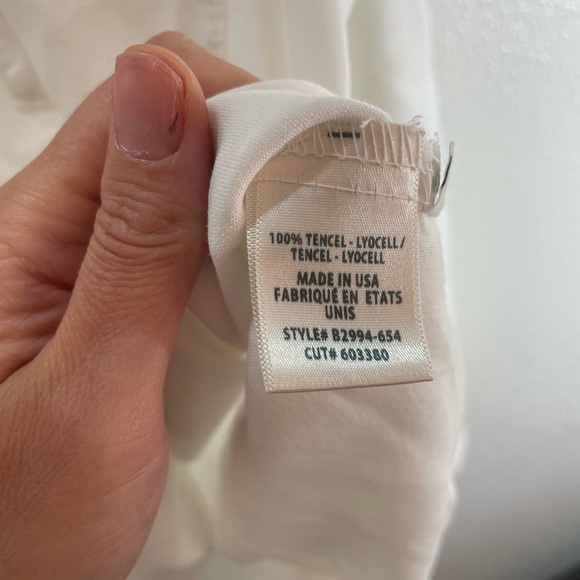 100% TENCEL - LYOCELL /
TENCEL - LYOCELL
MADE IN USA
FABRIQUÉ EN ETATS
UNIS
STYLE# B2994-654
CUT# 603380